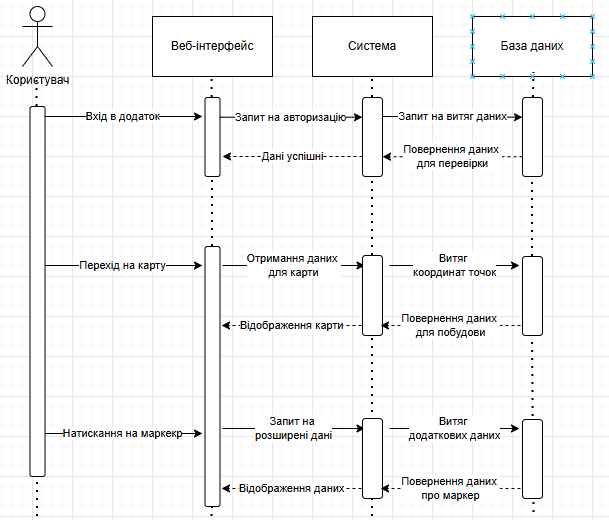 Користувач
Веб-інтерфейс
Система
База даних
Вхід в додаток
Запит на авторизацію
Запит на витяг даних
Дані успішні
Повернення даних
для перевірки
Перехід на карту
Отримання даних
для карти
Витяг
координат точок
Відображення карти
Повернення даних
для побудови
Натискання на маркекр
Запит на
розширені дані
Витяг
додаткових даних
Відображення даних
Повернення даних
про маркер